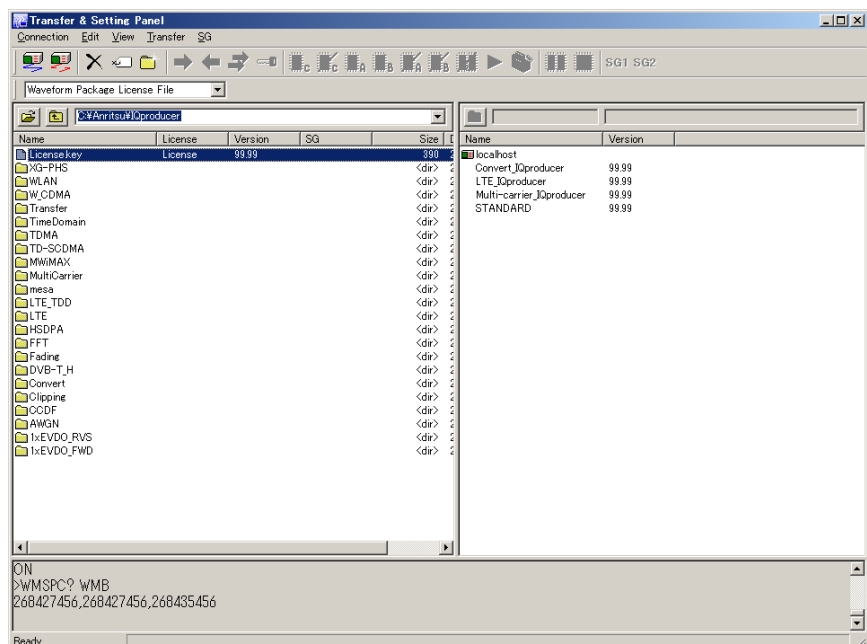 Transfer & Setting Panel
Connection Edit View Transfer SG
C C A B A B SG1 SG2
Waveform Package License File
C:¥Anritsu¥IQproducer
Name License Version SG Size
License.key License 99.99 390
XG-PHS <dir>
WLAN <dir>
W_CDMA <dir>
Transfer <dir>
TimeDomain <dir>
TDMA <dir>
TD-SCDMA <dir>
MWiMAX <dir>
MultiCarrier <dir>
mesa <dir>
LTE_TDD <dir>
LTE <dir>
HSDPA <dir>
FFT <dir>
Fading <dir>
DVB-T_H <dir>
Convert <dir>
Clipping <dir>
CCDF <dir>
AWGN <dir>
1xEVDO_RVS <dir>
1xEVDO_FWD <dir>
Name Version
localhost
Convert_IQproducer 99.99
LTE_IQproducer 99.99
Multi-carrier_IQproducer 99.99
STANDARD 99.99
ON
>WMSPC? WMB
268427456,268427456,268435456
Ready